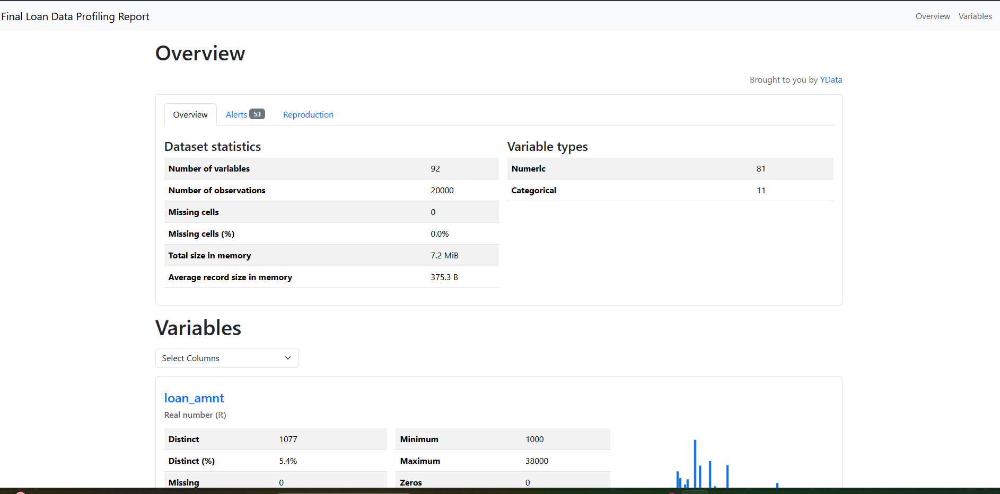 Final Loan Data Profiling Report
Overview Variables
Overview
Brought to you by YData
Overview Alerts 53 Reproduction
Dataset statistics
Number of variables 92
Number of observations 20000
Missing cells 0
Missing cells (%) 0.0%
Total size in memory 7.2 MiB
Average record size in memory 375.3 B
Variable types
Numeric 81
Categorical 11
Variables
Select Columns
loan_amnt
Real number (ℝ)
Distinct 1077
Distinct (%) 5.4%
Missing 0
Minimum 1000
Maximum 38000
Zeros 0